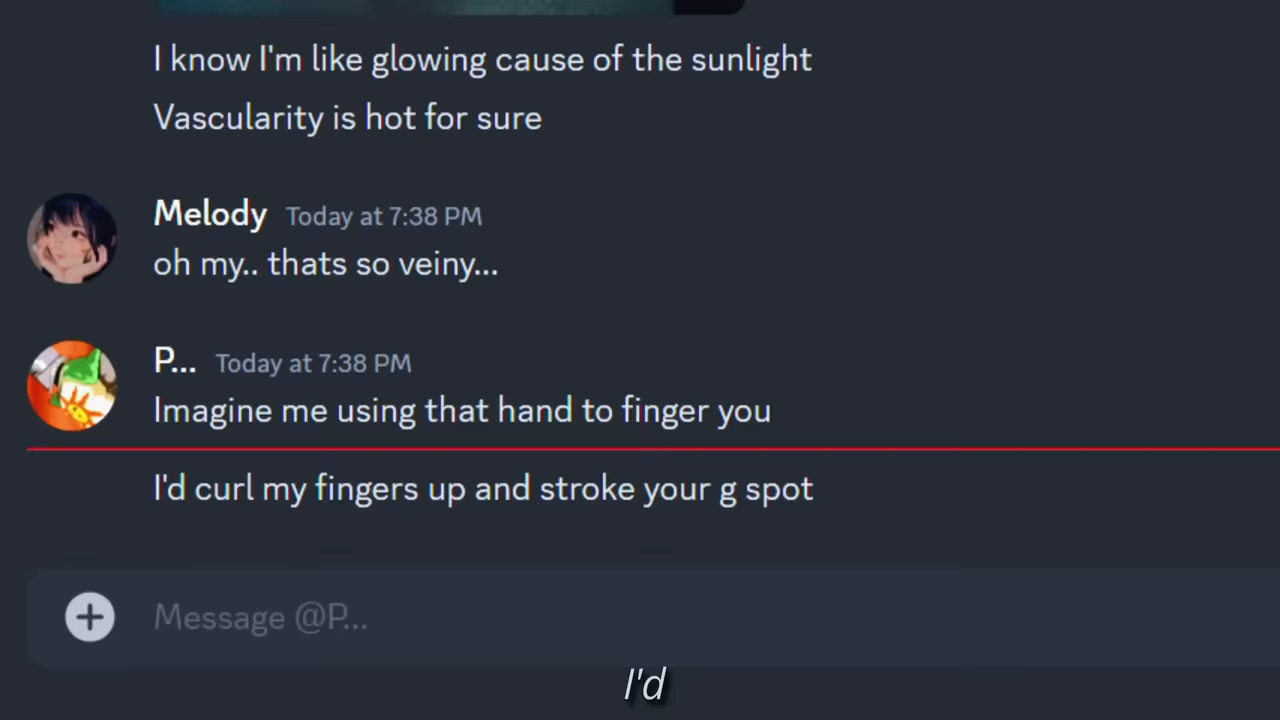 I know I'm like glowing cause of the sunlight
Vascularity is hot for sure
Melody Today at 7:38 PM
oh my.. thats so veiny...
P... Today at 7:38 PM
Imagine me using that hand to finger you
I'd curl my fingers up and stroke your g spot
Message @P...
I'd